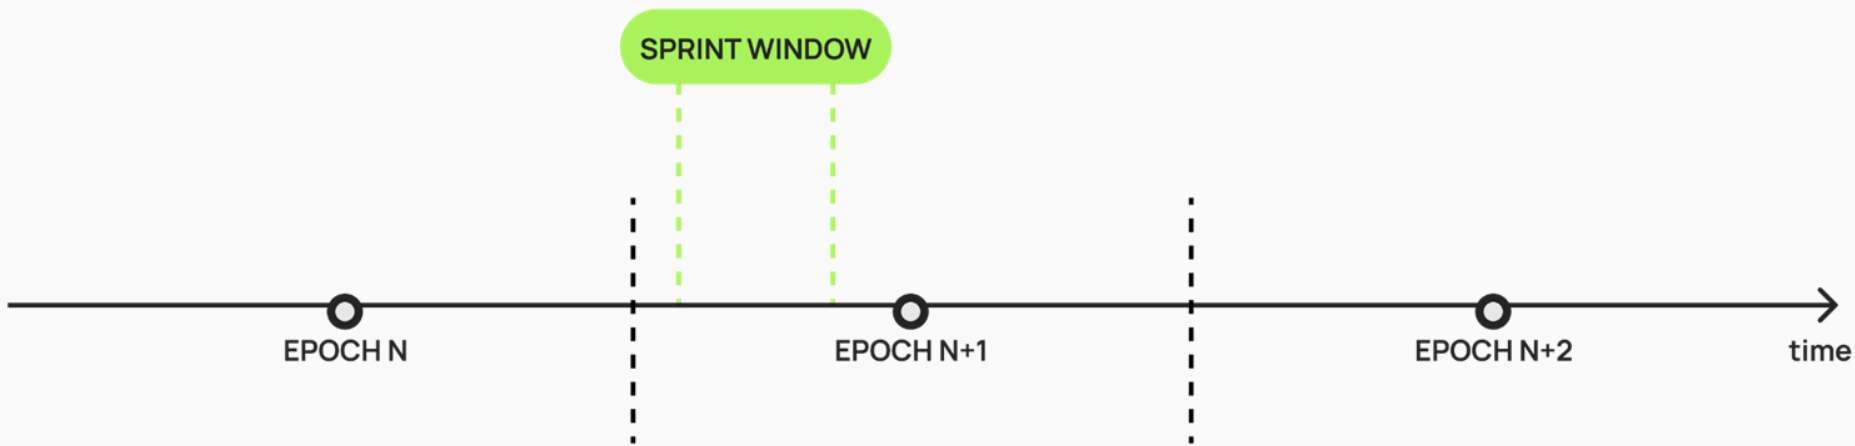 SPRINT WINDOW
EPOCH N
EPOCH N+1
EPOCH N+2
time